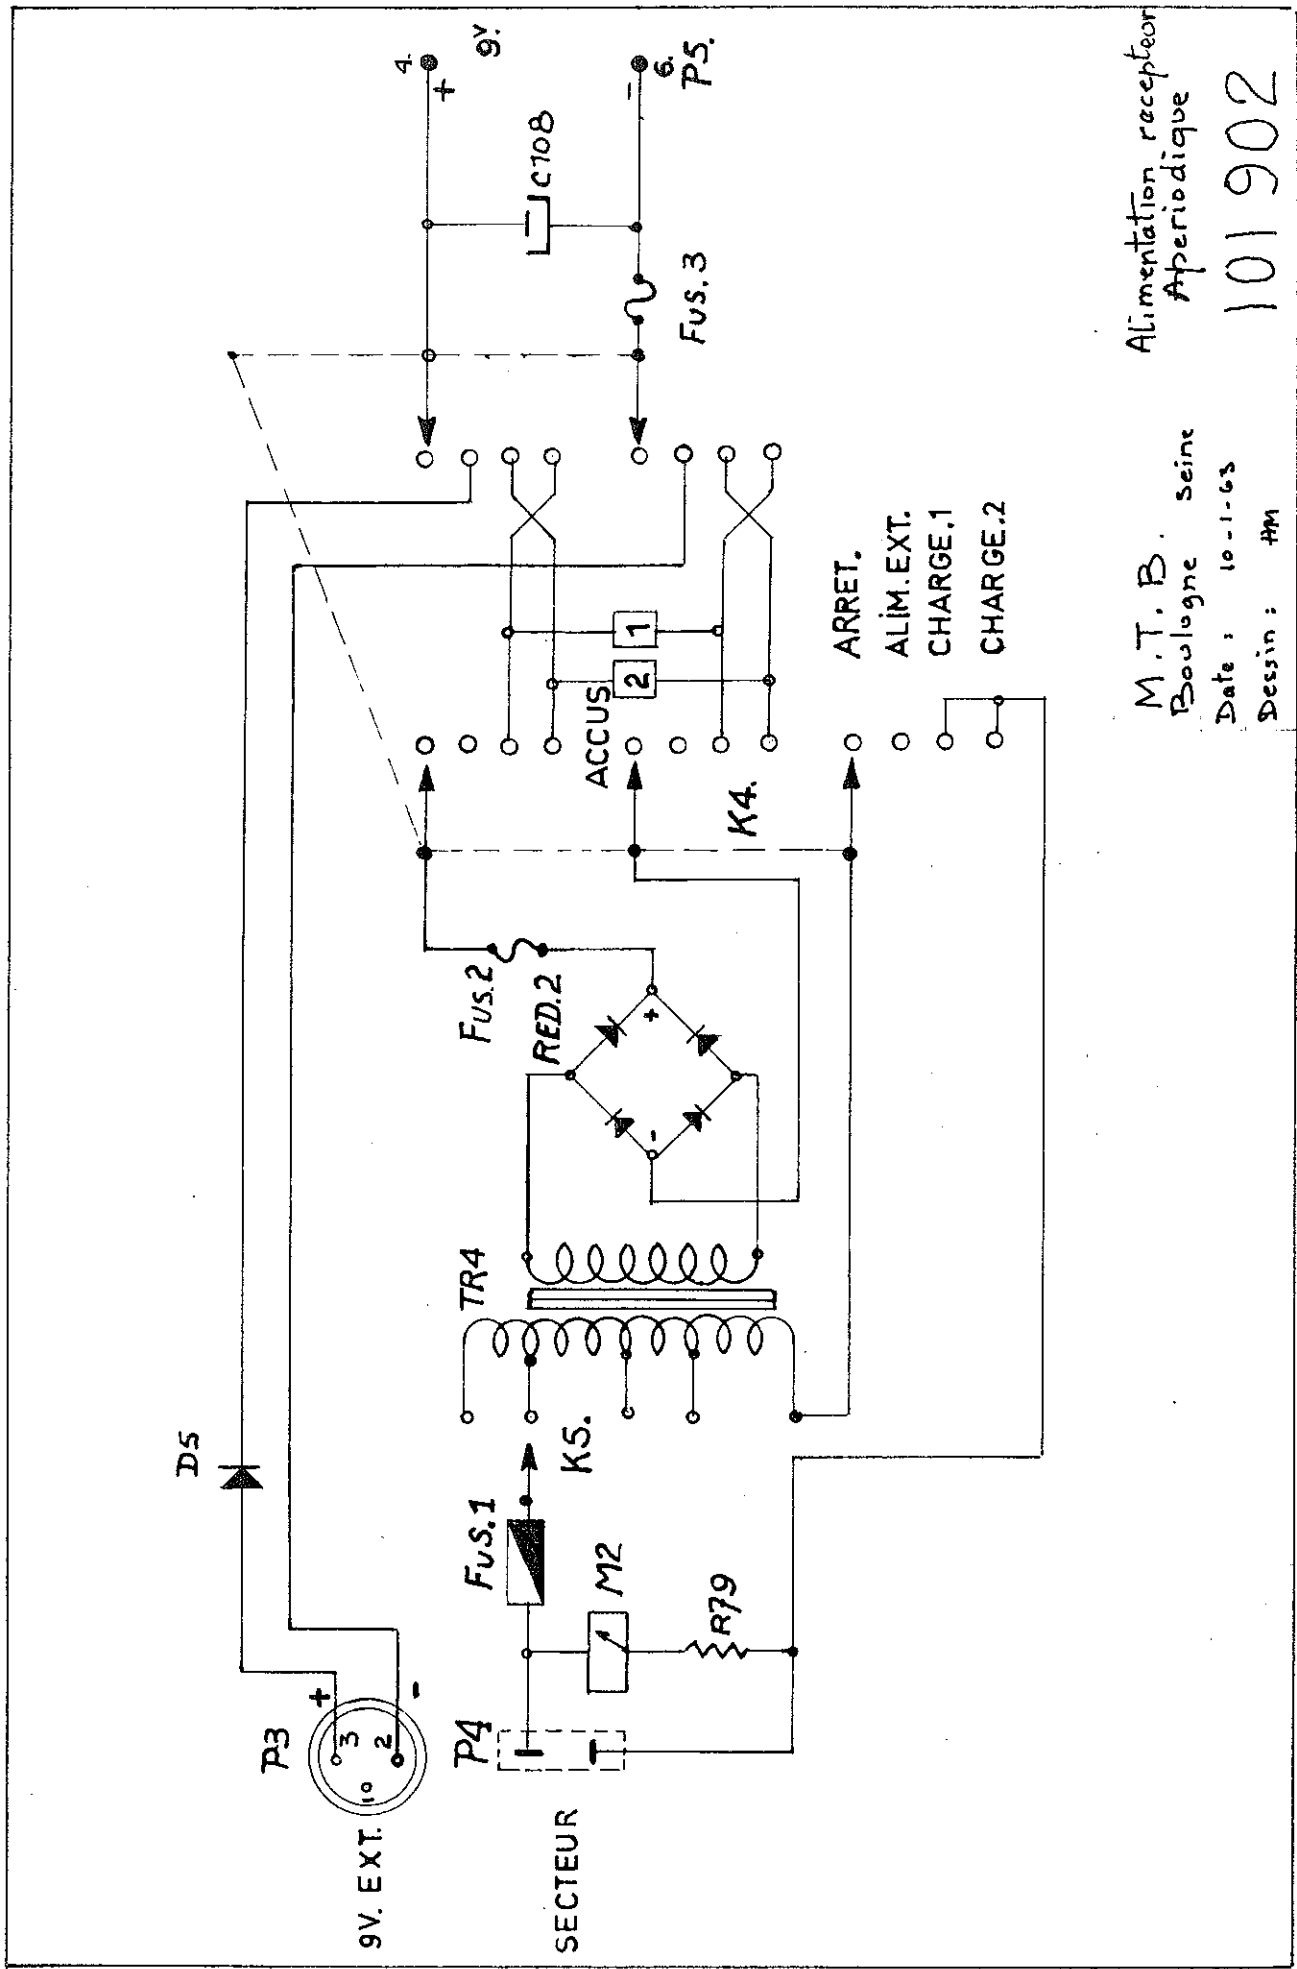 P3
+
3
10
2
-
9V. EXT.
D5
SECTEUR
P4
FUS.1
M2
R79
K5.
TR4
FUS.2
RED.2
+
-
K4.
ACCUS
1
2
ARRET.
ALIM.EXT.
CHARGE.1
CHARGE.2
FUS.3
C108
4.
+
9V
-
6.
P5.
M.T.B.
Boulogne seine
Date : 10-1-63
Dessin : HM
Alimentation recepteur
Aperiodique
101902